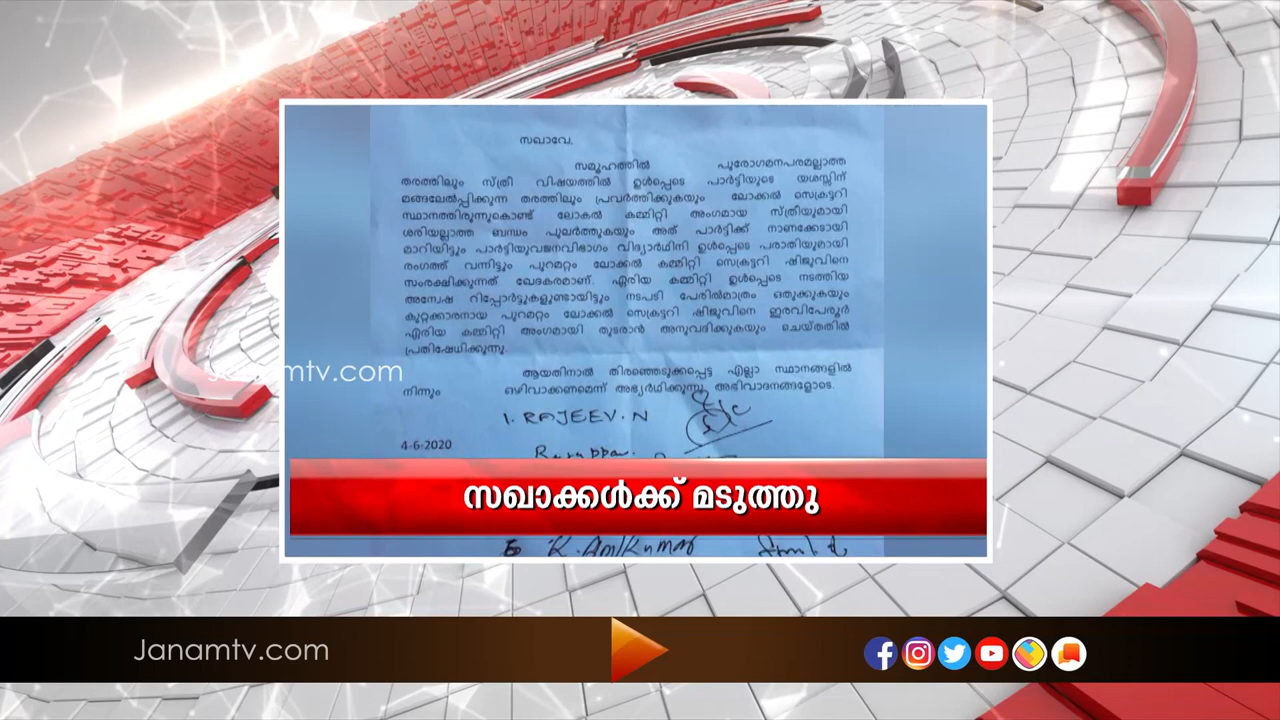 സഖാവേ.
സമൂഹത്തിൽ പുരോഗമനപരമല്ലാത്ത
തരത്തിലും സ്ത്രീ വിഷയത്തിൽ ഉൾപ്പെടെ പാർട്ടിയുടെ യശസ്സിന്
മങ്ങലേൽപ്പിക്കുന്ന തരത്തിലും പ്രവർത്തിക്കുകയും ലോക്കൽ സെക്രട്ടറി
സ്ഥാനത്തിരുന്നുകൊണ്ട് ലോകൽ കമ്മിറ്റി അംഗമായ സ്ത്രീയുമായി
ശരിയല്ലാത്ത ബന്ധം പുലർത്തുകയും അത് പാർട്ടിക്ക് നാണക്കേടായി
മാറിയിട്ടും പാർട്ടിയുവജനവിഭാഗം വിദ്യാർഥിനി ഉൾപ്പെടെ പരാതിയുമായി
രംഗത്ത് വന്നിട്ടും പുറമറ്റം ലോക്കൽ കമ്മിറ്റി സെക്രട്ടറി ഷിജുവിനെ
സംരക്ഷിക്കുന്നത് ഖേദകരമാണ്. ഏരിയ കമ്മിറ്റി ഉൾപ്പെടെ നടത്തിയ
അന്വേഷ റിപ്പോർട്ടുകളുണ്ടായിട്ടും നടപടി പേരിൽമാത്രം ഒതുക്കുകയും
കുറ്റക്കാരനായ പുറമറ്റം ലോക്കൽ സെക്രട്ടറി ഷിജുവിനെ ഇരവിപേരൂർ
ഏരിയ കമ്മിറ്റി അംഗമായി തുടരാൻ അനുവദിക്കുകയും ചെയ്തതിൽ
പ്രതിഷേധിക്കുന്നു.
ആയതിനാൽ തിരഞ്ഞെടുക്കപ്പെട്ട എല്ലാ സ്ഥാനങ്ങളിൽ
നിന്നും ഒഴിവാക്കണമെന്ന് അഭ്യർഥിക്കുന്നു. അഭിവാദനങ്ങളോടെ.
Janamtv.com
1. RAJEEV.N
4-6-2020
സഖാക്കൾക്ക് മടുത്തു
K. Anilkumar
Janamtv.com